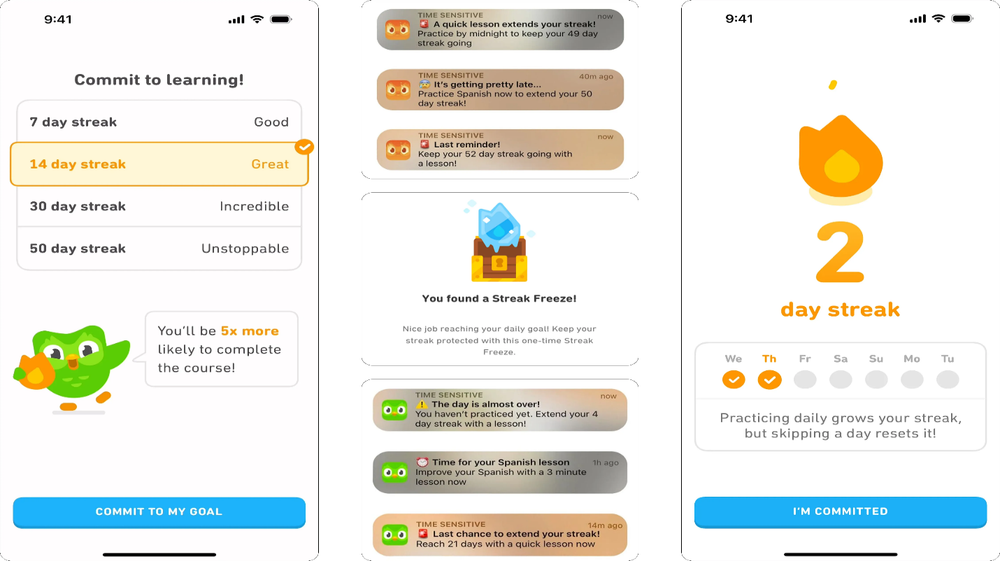 9:41
Commit to learning!
7 day streak Good
14 day streak Great
30 day streak Incredible
50 day streak Unstoppable
You'll be 5x more
likely to complete
the course!
COMMIT TO MY GOAL
TIME SENSITIVE now
🚨 A quick lesson extends your streak!
Practice by midnight to keep your 49 day
streak going
TIME SENSITIVE 40m ago
😰 It's getting pretty late...
Practice Spanish now to extend your 50
day streak!
TIME SENSITIVE now
🚨 Last reminder!
Keep your 52 day streak going with
a lesson!
You found a Streak Freeze!
Nice job reaching your daily goal! Keep your
streak protected with this one-time Streak
Freeze.
TIME SENSITIVE now
⚠️ The day is almost over!
You haven't practiced yet. Extend your 4
day streak with a lesson!
⏰ Time for your Spanish lesson 1h ago
Improve your Spanish with a 3 minute
lesson now
TIME SENSITIVE 14m ago
🚨 Last chance to extend your streak!
Reach 21 days with a quick lesson now
9:41
2
day streak
We Th Fr Sa Su Mo Tu
Practicing daily grows your streak,
but skipping a day resets it!
I'M COMMITTED